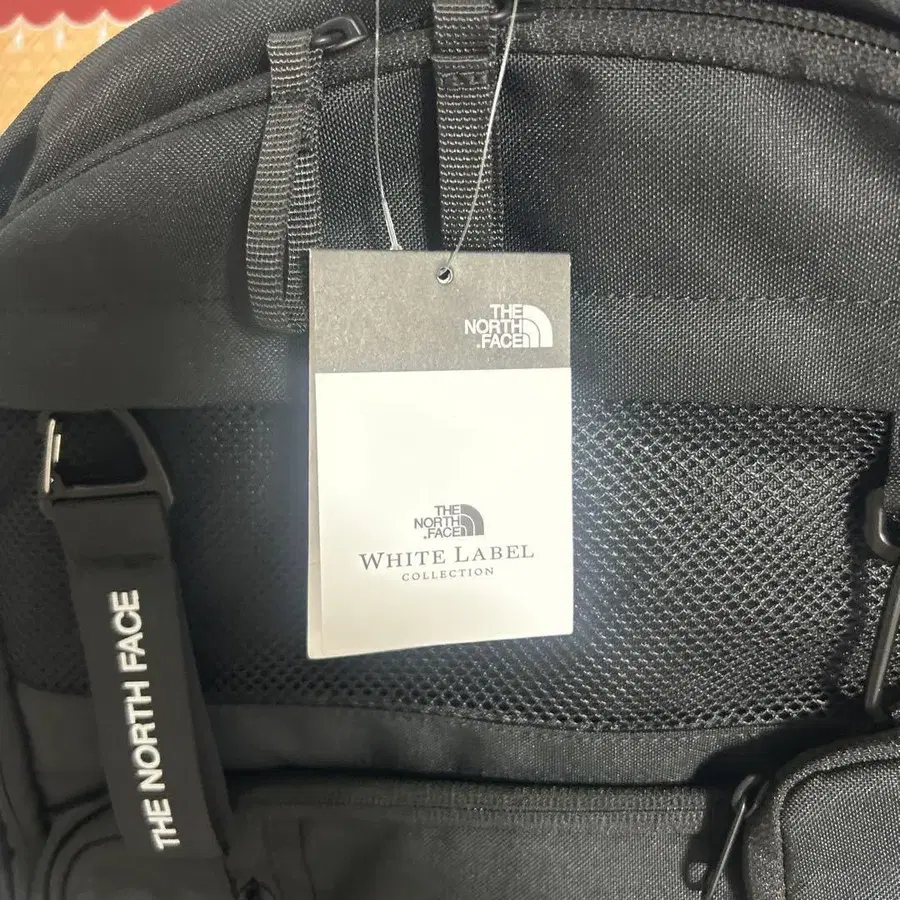 THE
NORTH
FACE
THE
NORTH
FACE
WHITE LABEL
COLLECTION
THE NORTH FACE